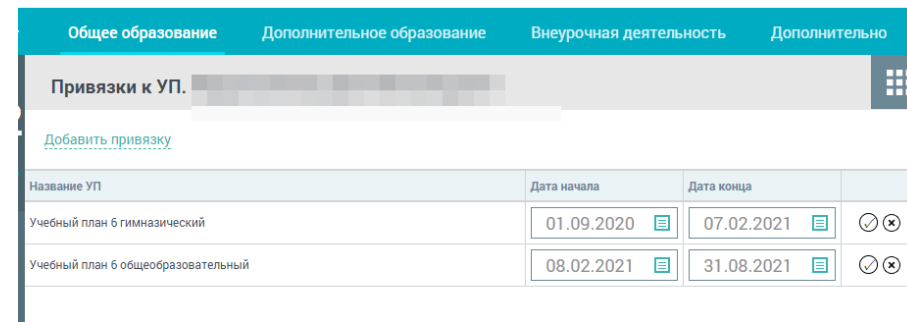 Общее образование Дополнительное образование Внеурочная деятельность Дополнительно
Привязки к УП.
Добавить привязку
Название УП Дата начала Дата конца
Учебный план 6 гимназический 01.09.2020 07.02.2021
Учебный план 6 общеобразовательный 08.02.2021 31.08.2021